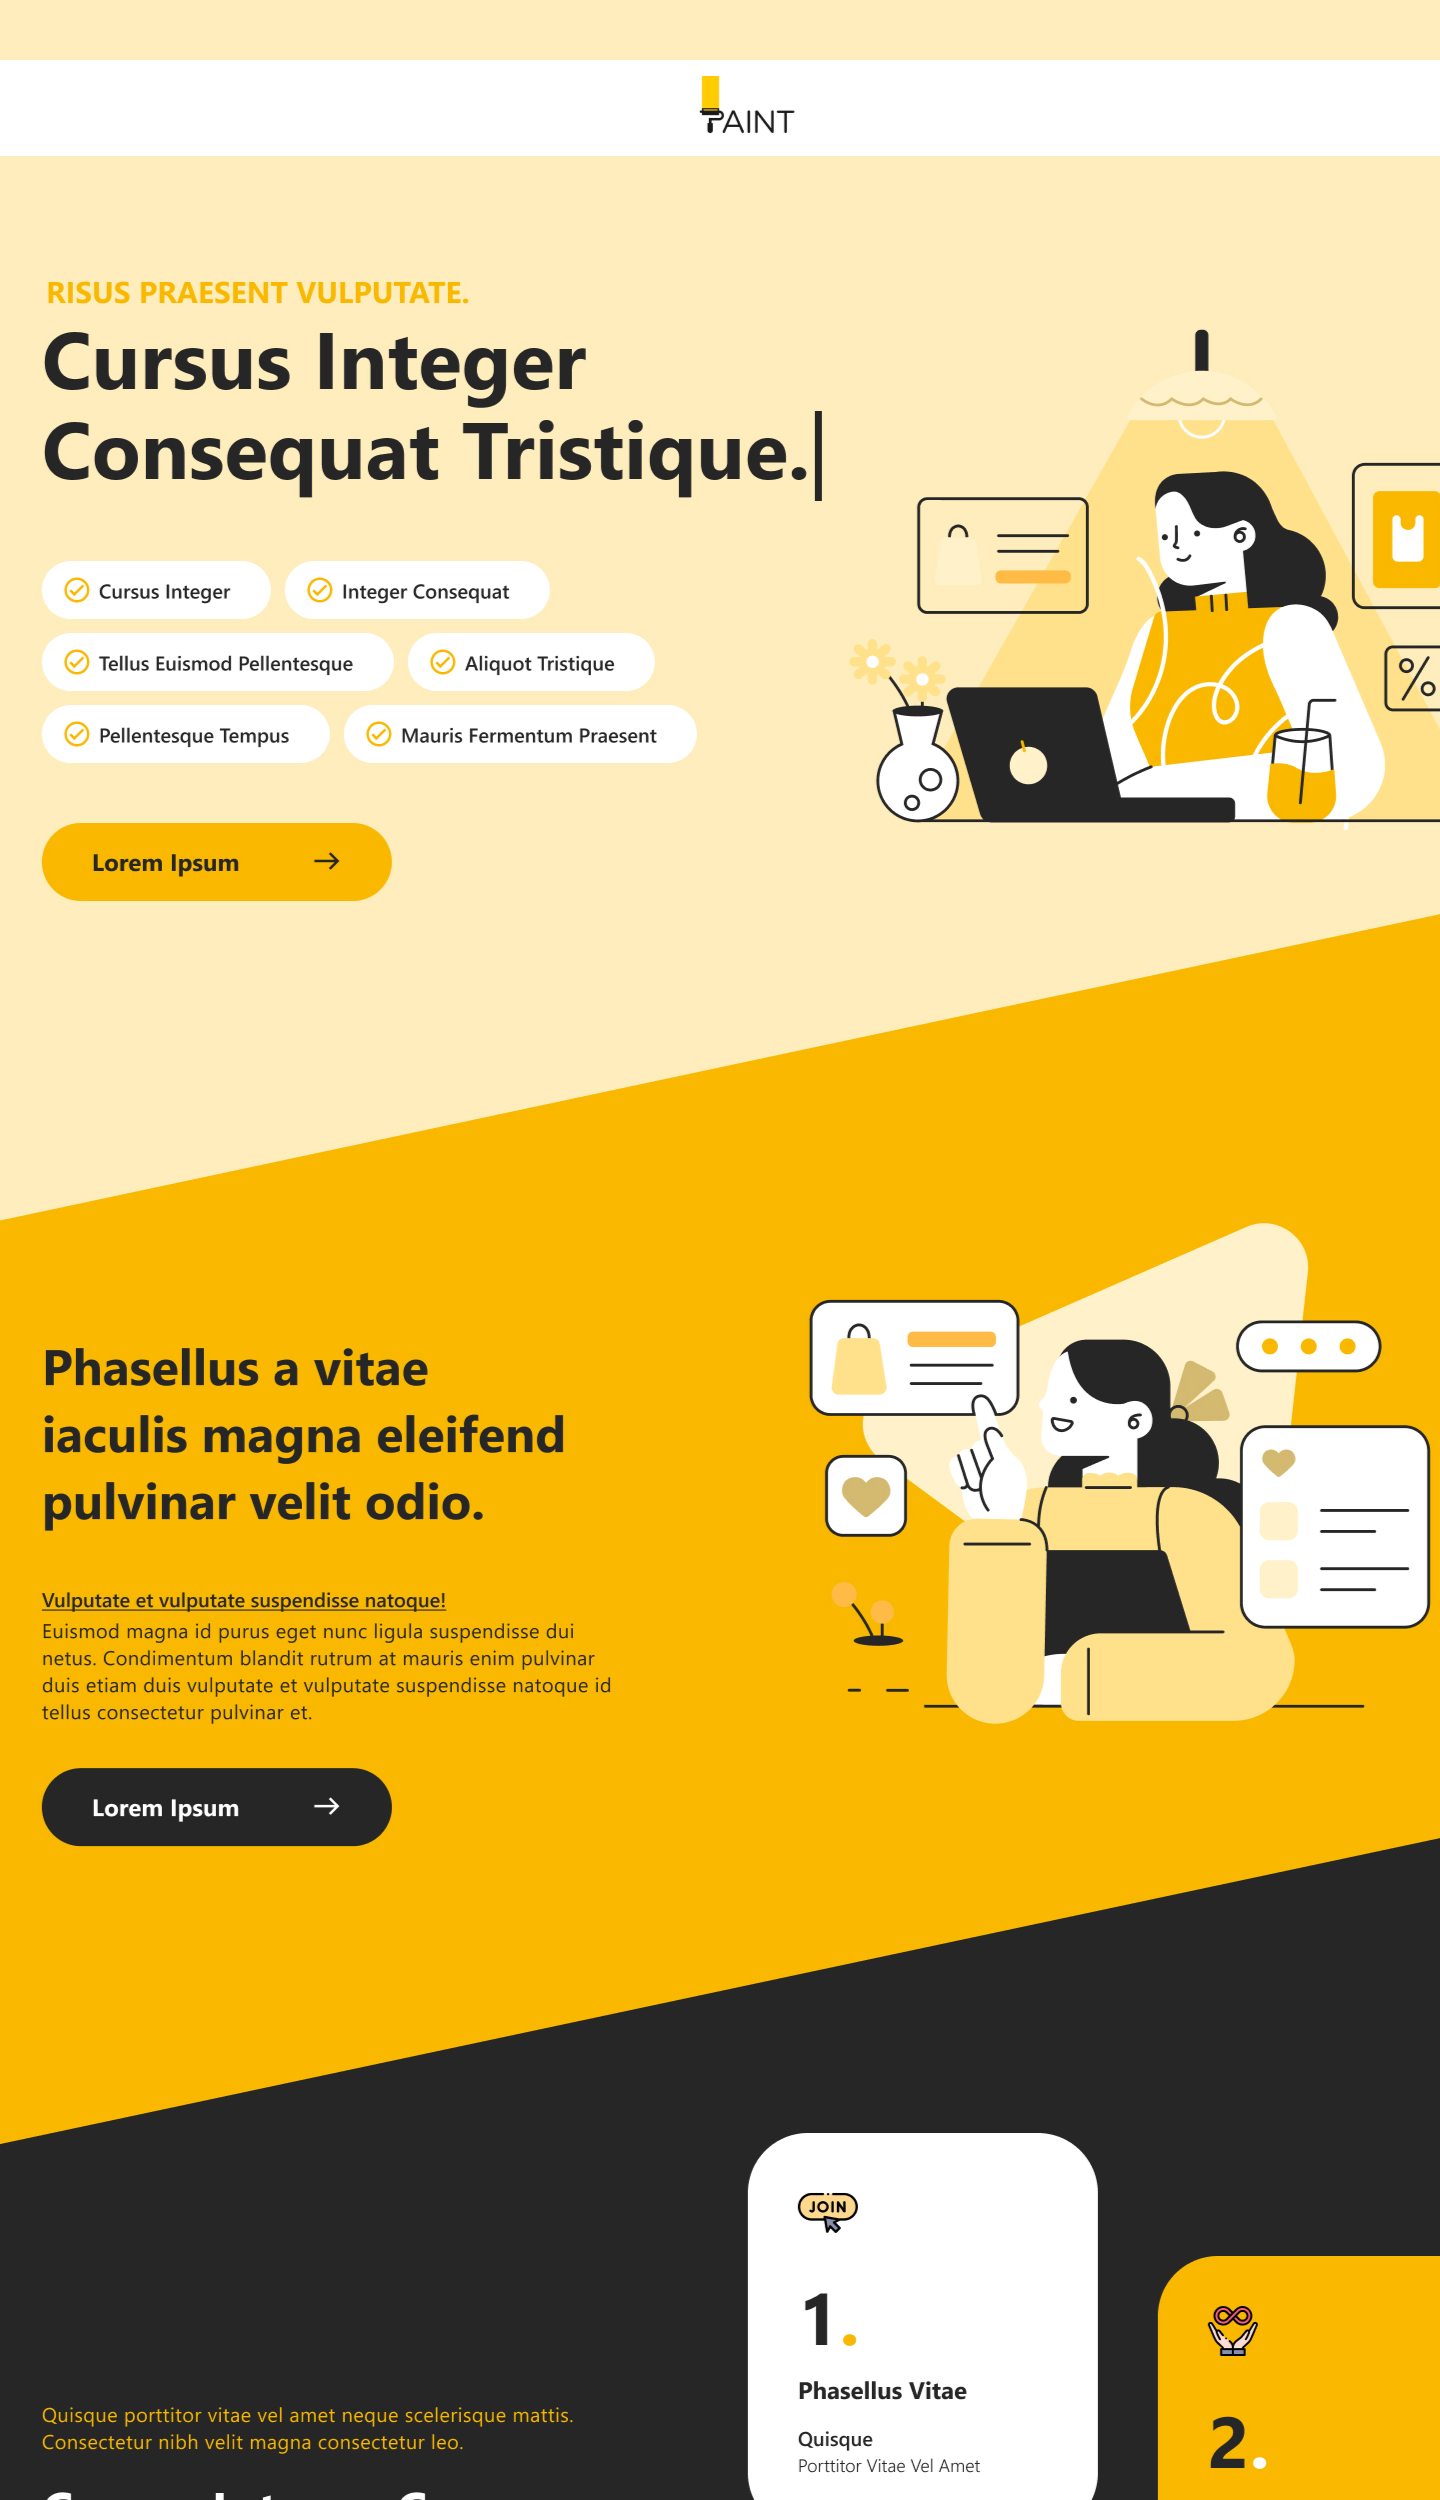 PAINT
RISUS PRAESENT VULPUTATE.
Cursus Integer
Consequat Tristique.
Cursus Integer
Integer Consequat
Tellus Euismod Pellentesque
Aliquot Tristique
Pellentesque Tempus
Mauris Fermentum Praesent
Lorem Ipsum
Phasellus a vitae
iaculis magna eleifend
pulvinar velit odio.
Vulputate et vulputate suspendisse natoque!
Euismod magna id purus eget nunc ligula suspendisse dui
netus. Condimentum blandit rutrum at mauris enim pulvinar
duis etiam duis vulputate et vulputate suspendisse natoque id
tellus consectetur pulvinar et.
Lorem Ipsum
JOIN
1.
Phasellus Vitae
Quisque
Porttitor Vitae Vel Amet
2.
Quisque porttitor vitae vel amet neque scelerisque mattis.
Consectetur nibh velit magna consectetur leo.